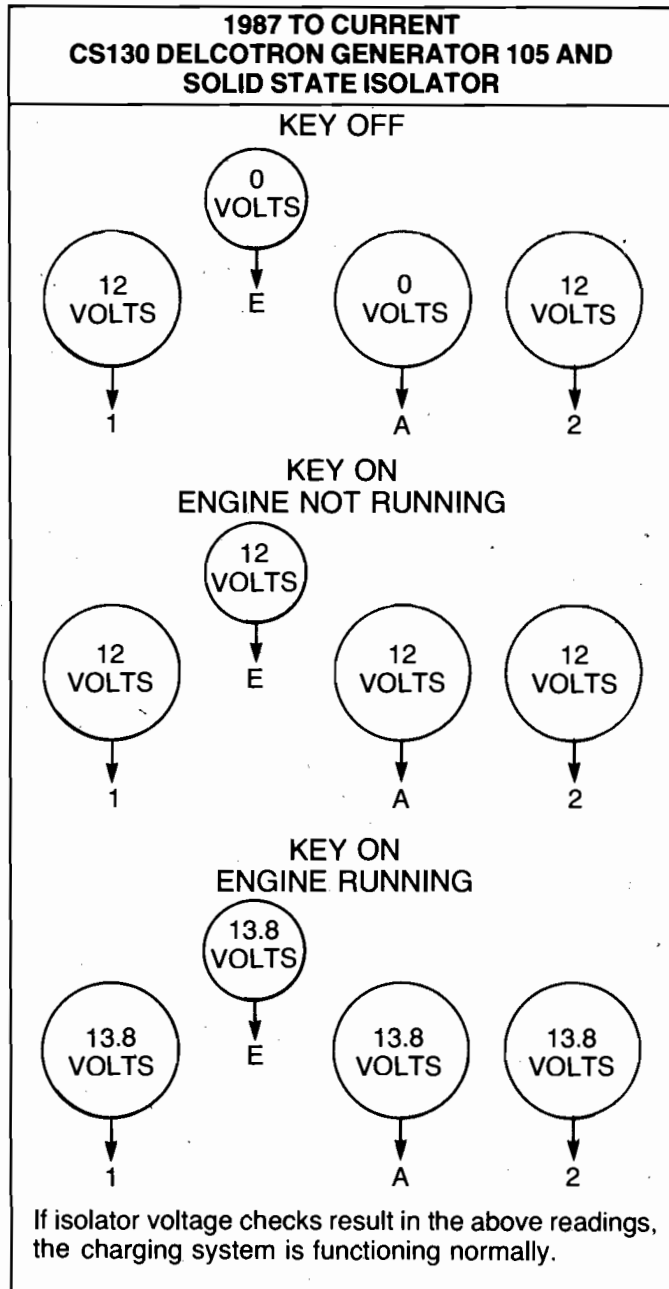 1987 TO CURRENT
CS130 DELCOTRON GENERATOR 105 AND
SOLID STATE ISOLATOR
KEY OFF
0
VOLTS
12
VOLTS
E
0
VOLTS
12
VOLTS
1
A
2
KEY ON
ENGINE NOT RUNNING
12
VOLTS
12
VOLTS
E
12
VOLTS
12
VOLTS
1
A
2
KEY ON
ENGINE RUNNING
13.8
VOLTS
13.8
VOLTS
E
13.8
VOLTS
13.8
VOLTS
1
A
2
If isolator voltage checks result in the above readings,
the charging system is functioning normally.